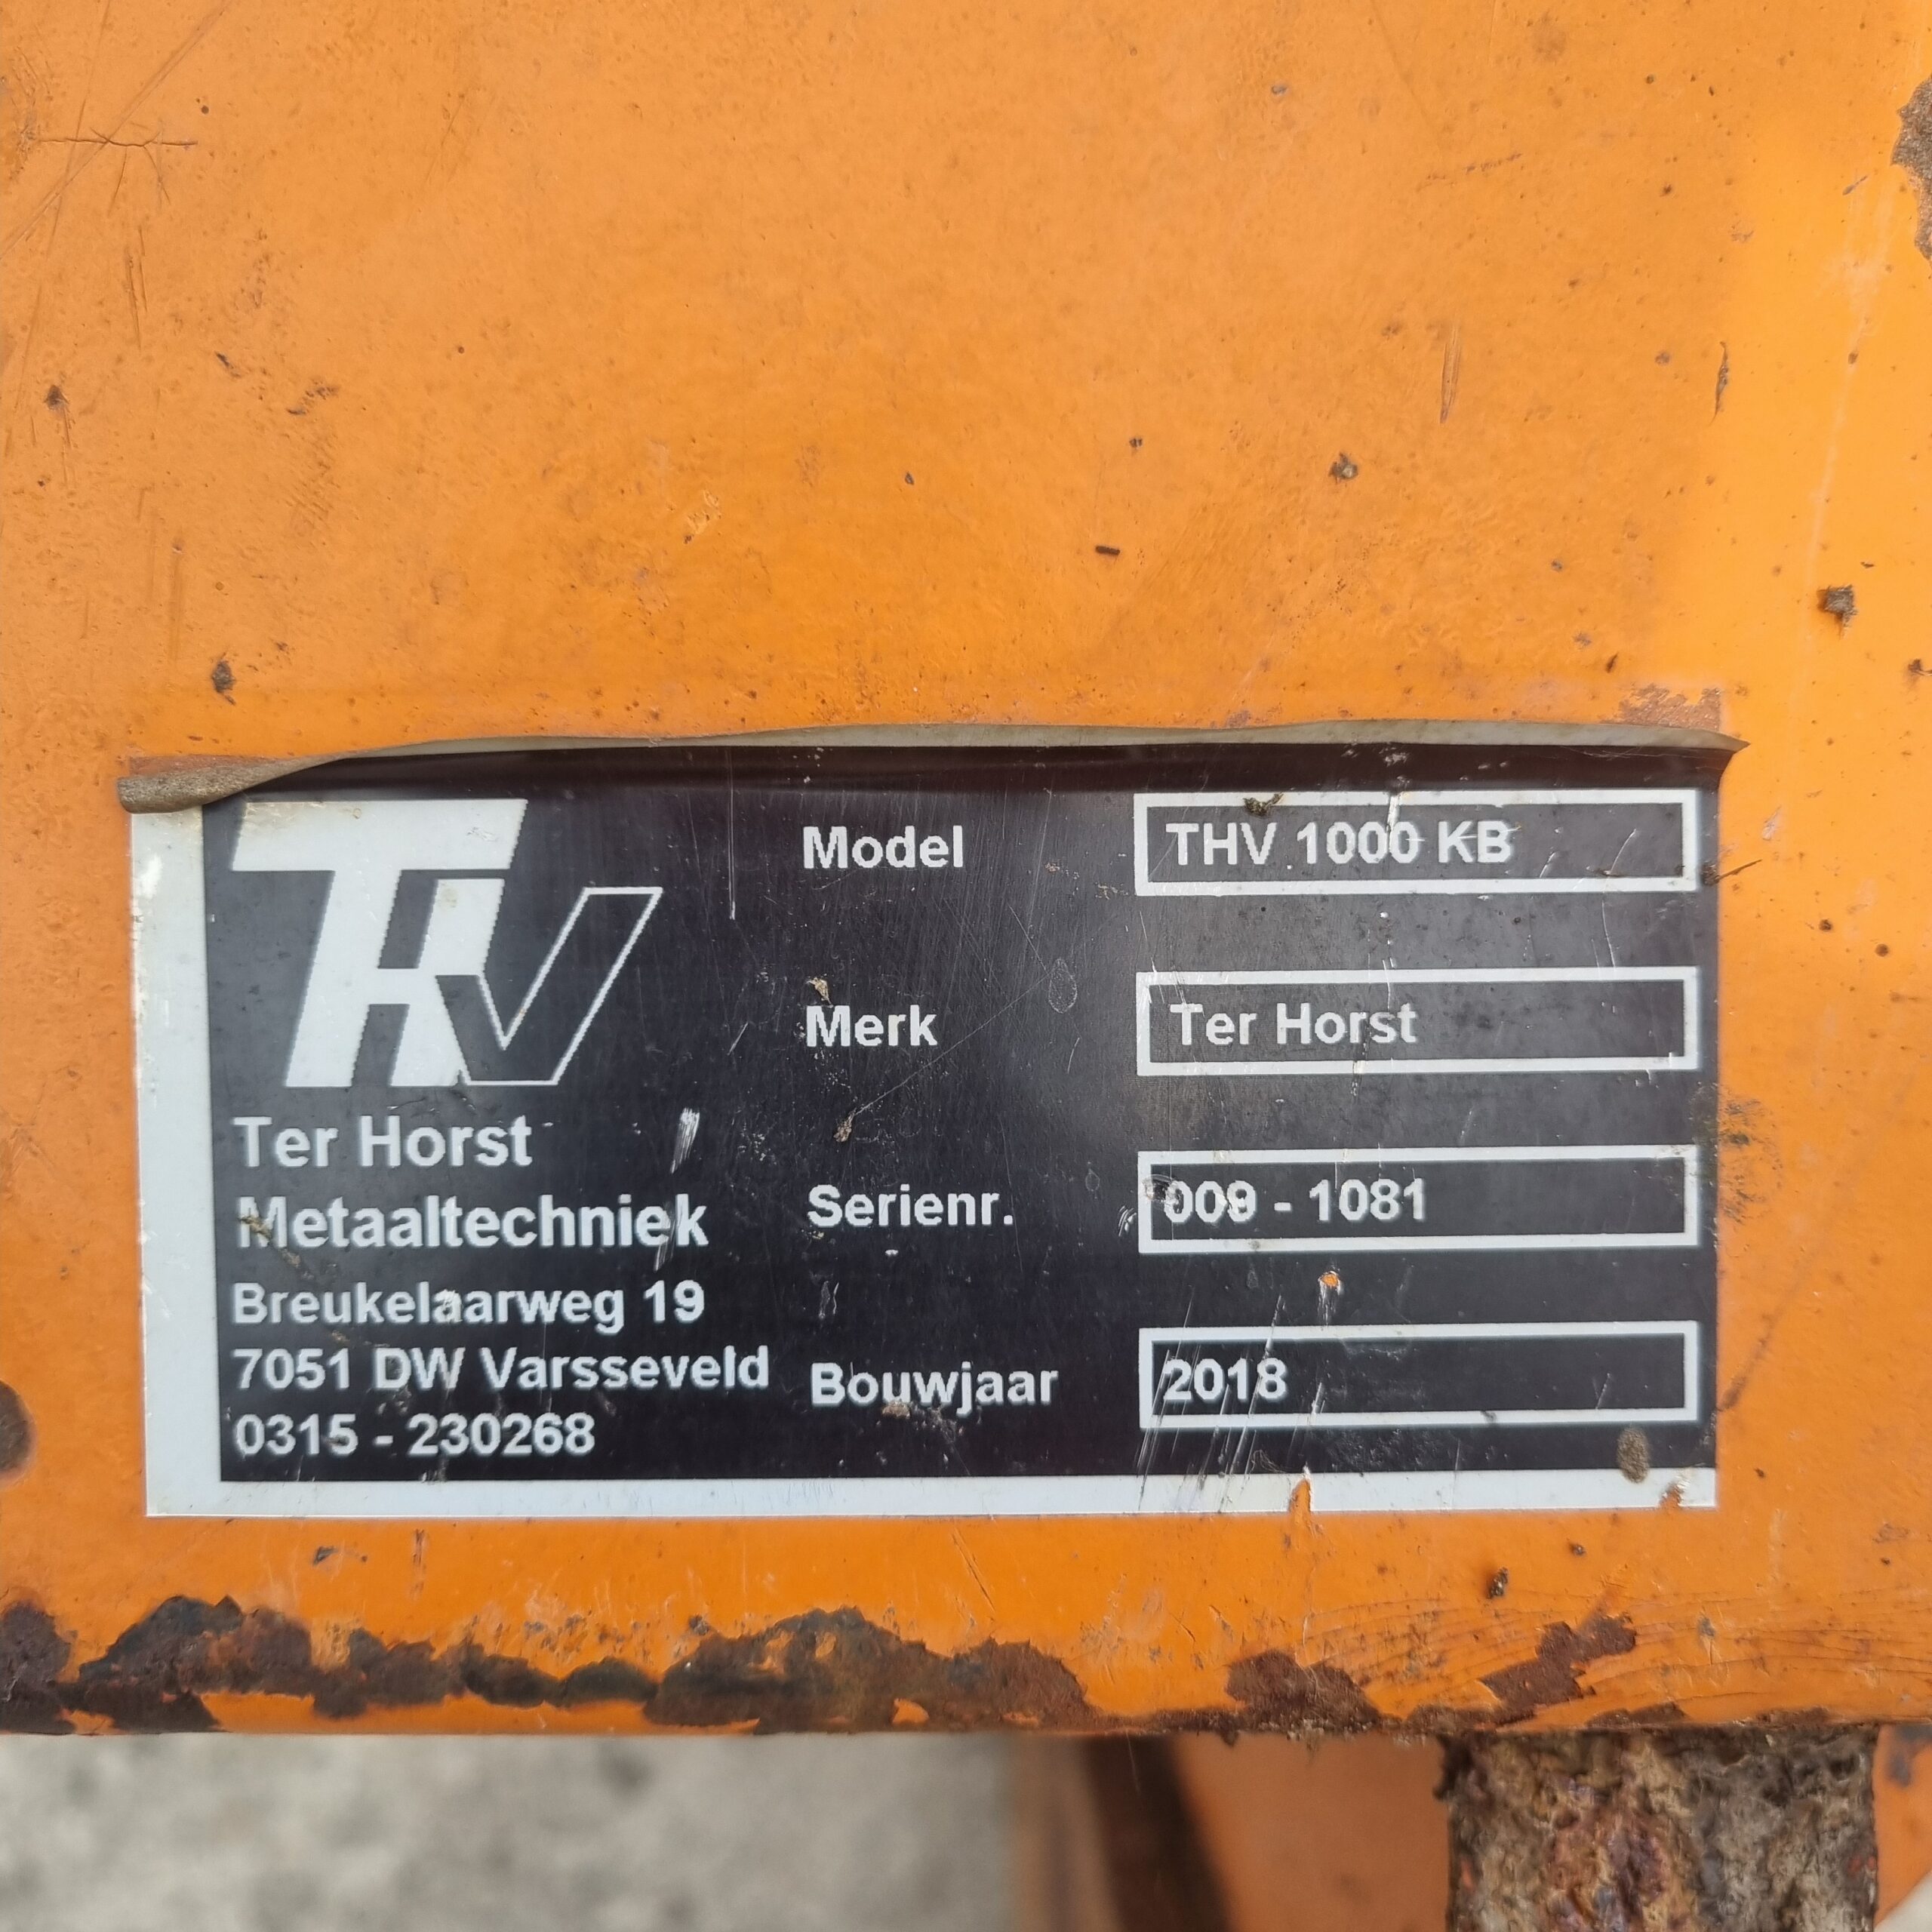 THV
Ter Horst
Metaaltechniek
Breukelaarweg 19
7051 DW Varsseveld
0315 - 230268
Model THV 1000 KB
Merk Ter Horst
Serienr. 009 - 1081
Bouwjaar 2018